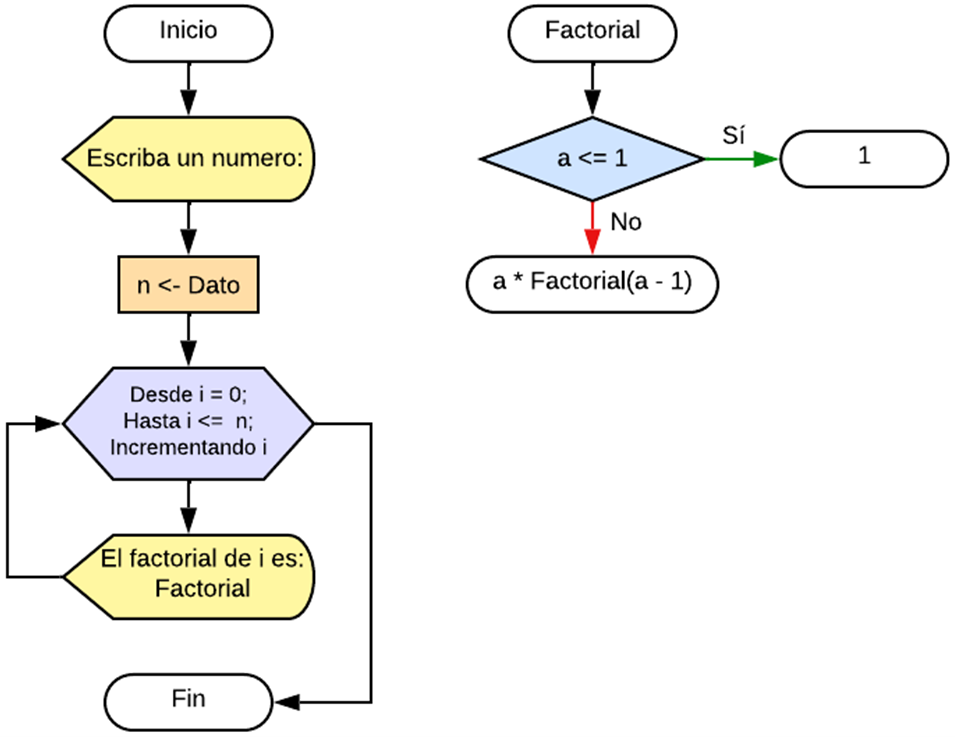 Inicio
Escriba un numero:
n <- Dato
Desde i = 0;
Hasta i <= n;
Incrementando i
El factorial de i es:
Factorial
Fin
Factorial
a <= 1
Sí
1
No
a * Factorial(a - 1)